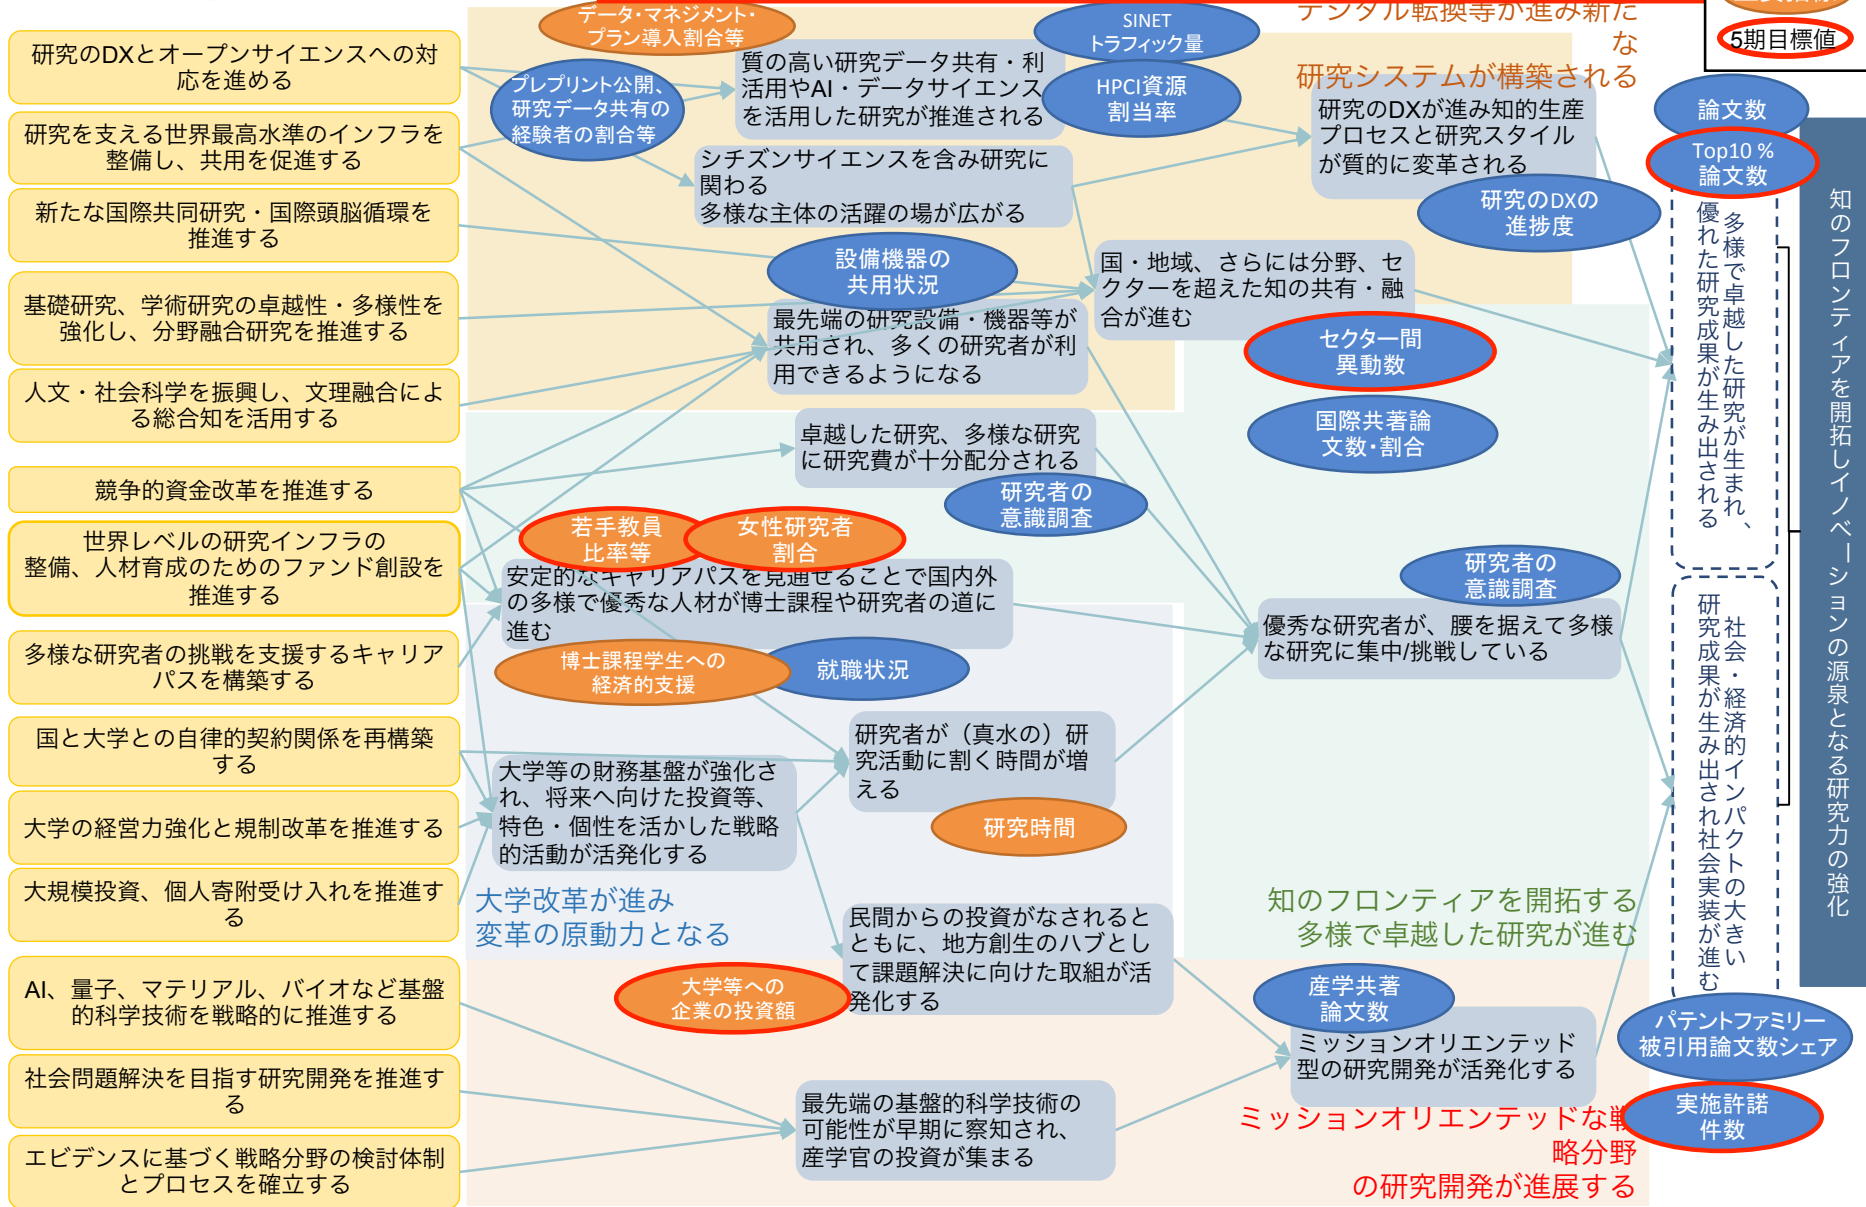 研究のDXとオープンサイエンスへの対
応を進める
研究を支える世界最高水準のインフラを
整備し、共用を促進する
新たな国際共同研究・国際頭脳循環を
推進する
基礎研究、学術研究の卓越性・多様性を
強化し、分野融合研究を推進する
人文・社会科学を振興し、文理融合によ
る総合知を活用する
競争的資金改革を推進する
世界レベルの研究インフラの
整備、人材育成のためのファンド創設を
推進する
多様な研究者の挑戦を支援するキャリア
パスを構築する
国と大学との自律的契約関係を再構築
する
大学の経営力強化と規制改革を推進する
大規模投資、個人寄附受け入れを推進す
る
AI、量子、マテリアル、バイオなど基盤
的科学技術を戦略的に推進する
社会問題解決を目指す研究開発を推進す
る
エビデンスに基づく戦略分野の検討体制
とプロセスを確立する
データ・マネジメント・
プラン導入割合等
プレプリント公開、
研究データ共有の
経験者の割合等
質の高い研究データ共有・利
活用やAI・データサイエンス
を活用した研究が推進される
シチズンサイエンスを含み研究に
関わる
多様な主体の活躍の場が広がる
設備機器の
共用状況
最先端の研究設備・機器等が
共用され、多くの研究者が利
用できるようになる
卓越した研究、多様な研究
に研究費が十分配分される
研究者の
意識調査
若手教員
比率等
女性研究者
割合
安定的なキャリアパスを見通せることで国内外
の多様で優秀な人材が博士課程や研究者の道に
進む
博士課程学生への
経済的支援
就職状況
研究者が（真水の）研
究活動に割く時間が増
える
研究時間
大学等の財務基盤が強化さ
れ、将来へ向けた投資等、
特色・個性を活かした戦略
的活動が活発化する
大学改革が進み
変革の原動力となる
民間からの投資がなされると
ともに、地方創生のハブとし
て課題解決に向けた取組が活
発化する
大学等への
企業の投資額
最先端の基盤的科学技術の
可能性が早期に察知され、
産学官の投資が集まる
SINET
トラフィック量
HPCI資源
割当率
デジタル転換等が進み新た
な
研究システムが構築される
研究のDXが進み知的生産
プロセスと研究スタイル
が質的に変革される
研究のDXの
進捗度
国・地域、さらには分野、セ
クターを超えた知の共有・融
合が進む
セクター間
異動数
国際共著論
文数・割合
研究者の
意識調査
優秀な研究者が、腰を据えて多様
な研究に集中/挑戦している
知のフロンティアを開拓する
多様で卓越した研究が進む
産学共著
論文数
ミッションオリエンテッド
型の研究開発が活発化する
ミッションオリエンテッドな戦
略分野
の研究開発が進展する
5期目標値
論文数
Top10％
論文数
多様で卓越した研究が生まれ、
優れた研究成果が生み出される
社会・経済的インパクトの大きい
研究成果が生み出され社会実装が進む
パテントファミリー
被引用論文数シェア
実施許諾
件数
知のフロンティアを開拓しイノベーションの源泉となる研究力の強化